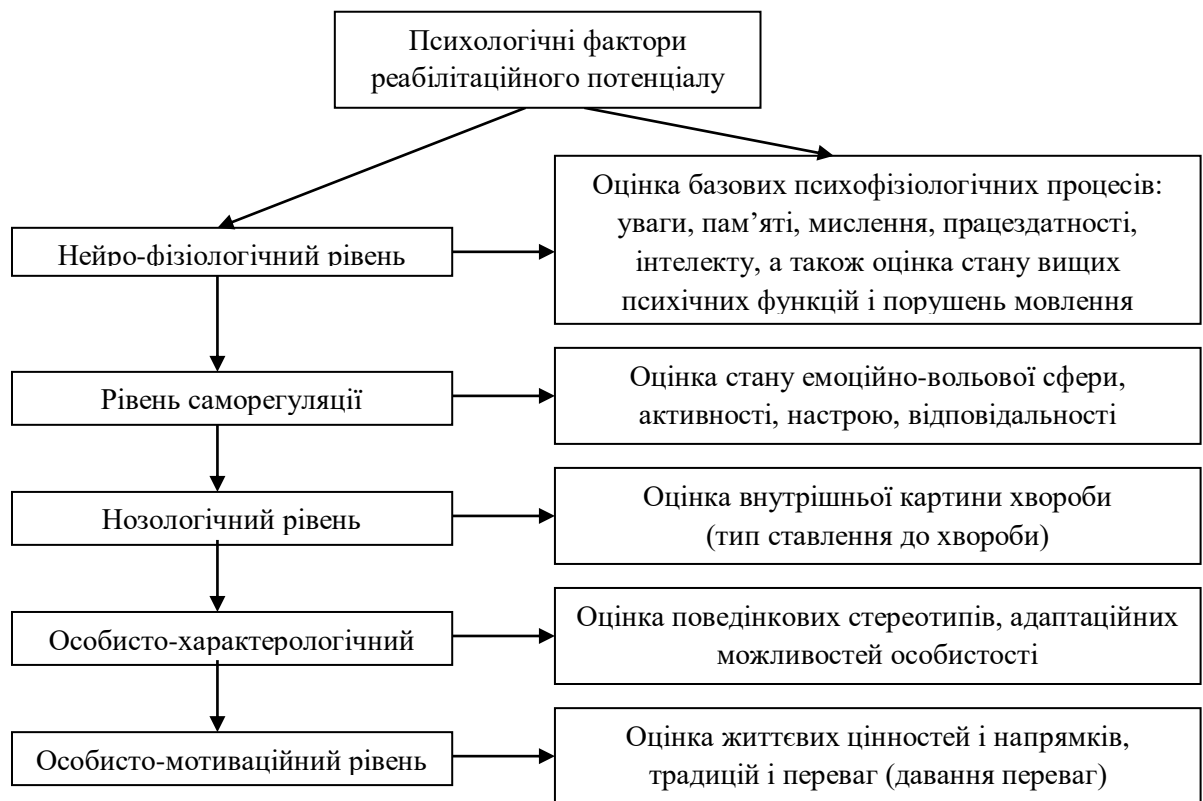 Психологічні фактори
реабілітаційного потенціалу
Нейро-фізіологічний рівень
Оцінка базових психофізіологічних процесів:
уваги, пам’яті, мислення, працездатності,
інтелекту, а також оцінка стану вищих
психічних функцій і порушень мовлення
Рівень саморегуляції
Оцінка стану емоційно-вольової сфери,
активності, настрою, відповідальності
Нозологічний рівень
Оцінка внутрішньої картини хвороби
(тип ставлення до хвороби)
Особисто-характерологічний
Оцінка поведінкових стереотипів, адаптаційних
можливостей особистості
Особисто-мотиваційний рівень
Оцінка життєвих цінностей і напрямків,
традицій і переваг (давання переваг)